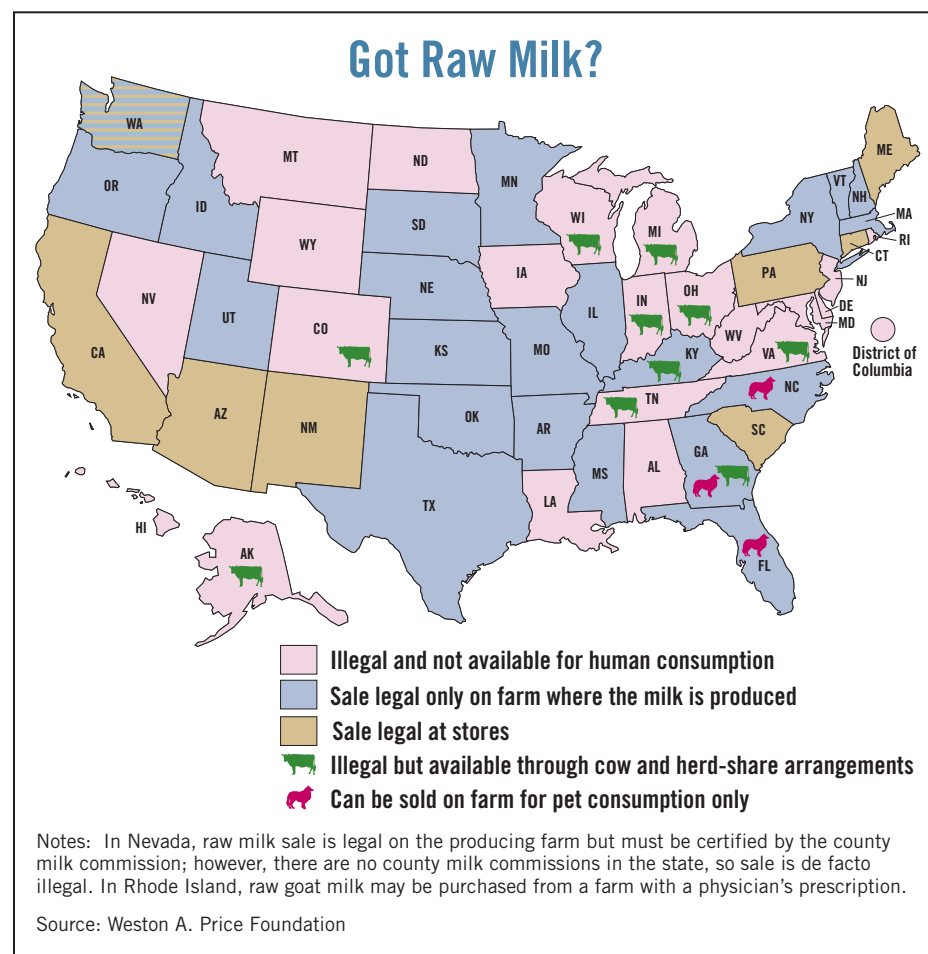 Got Raw Milk?
WA
MT
ND
MN
ME
OR
ID
SD
WI
MI
VT
NH
NY
MA
RI
CT
WY
IA
PA
NJ
NV
NE
IL
IN
OH
DE
MD
UT
CO
KS
MO
WV
VA
KY
District of
Columbia
CA
AZ
NM
OK
AR
TN
NC
SC
TX
LA
MS
AL
GA
FL
HI
AK
Illegal and not available for human consumption
Sale legal only on farm where the milk is produced
Sale legal at stores
Illegal but available through cow and herd-share arrangements
Can be sold on farm for pet consumption only
Notes: In Nevada, raw milk sale is legal on the producing farm but must be certified by the county
milk commission; however, there are no county milk commissions in the state, so sale is de facto
illegal. In Rhode Island, raw goat milk may be purchased from a farm with a physician's prescription.
Source: Weston A. Price Foundation